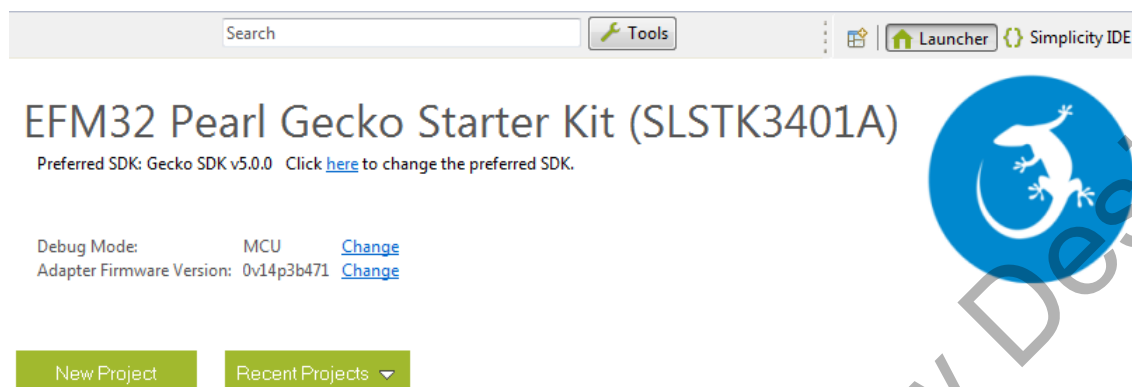 Search
Tools
Launcher
Simplicity IDE
EFM32 Pearl Gecko Starter Kit (SLSTK3401A)
Preferred SDK: Gecko SDK v5.0.0 Click here to change the preferred SDK.
Debug Mode: MCU Change
Adapter Firmware Version: 0v14p3b471 Change
New Project
Recent Projects